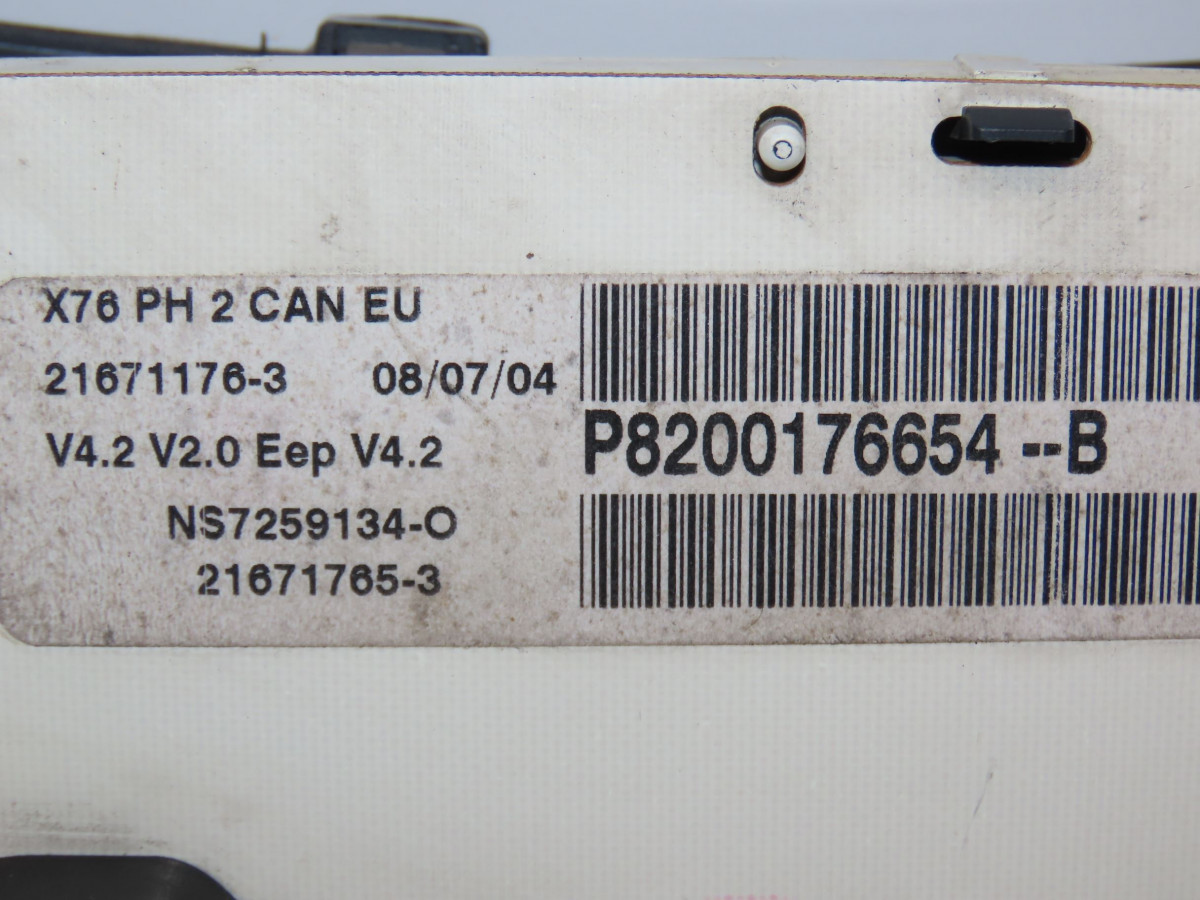 X76 PH 2 CAN EU
21671176-3 08/07/04
V4.2 V2.0 Eep V4.2
P8200176654 --B
NS7259134-O
21671765-3